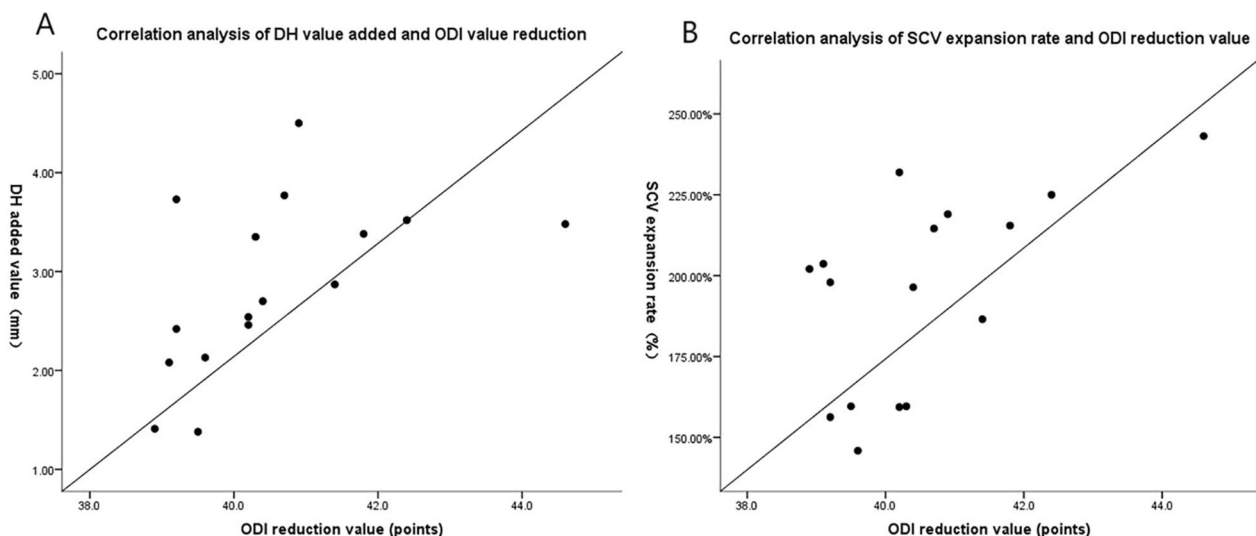 A
Correlation analysis of DH value added and ODI value reduction
5.00
4.00
3.00
2.00
1.00
DH added value (mm)
38.0 40.0 42.0 44.0
ODI reduction value (points)
B
Correlation analysis of SCV expansion rate and ODI reduction value
250.00%
225.00%
200.00%
175.00%
150.00%
SCV expansion rate (%)
38.0 40.0 42.0 44.0
ODI reduction value (points)